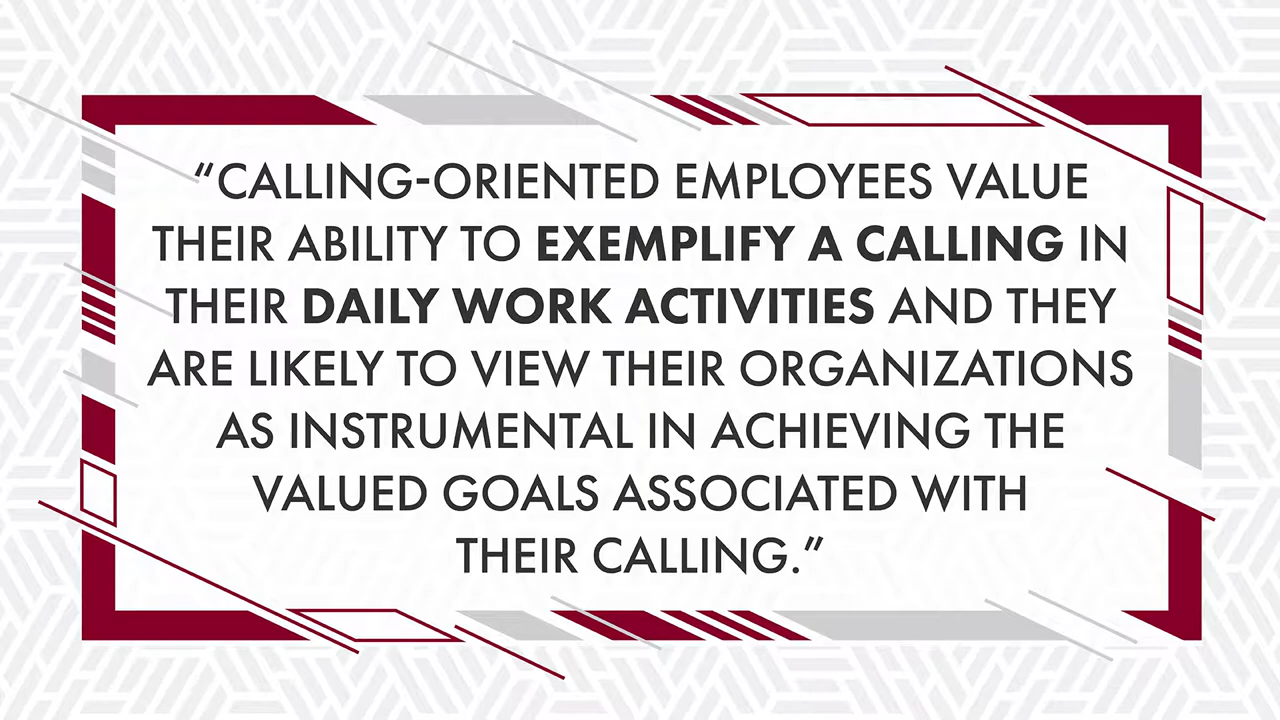 “CALLING-ORIENTED EMPLOYEES VALUE
THEIR ABILITY TO EXEMPLIFY A CALLING IN
THEIR DAILY WORK ACTIVITIES AND THEY
ARE LIKELY TO VIEW THEIR ORGANIZATIONS
AS INSTRUMENTAL IN ACHIEVING THE
VALUED GOALS ASSOCIATED WITH
THEIR CALLING.”